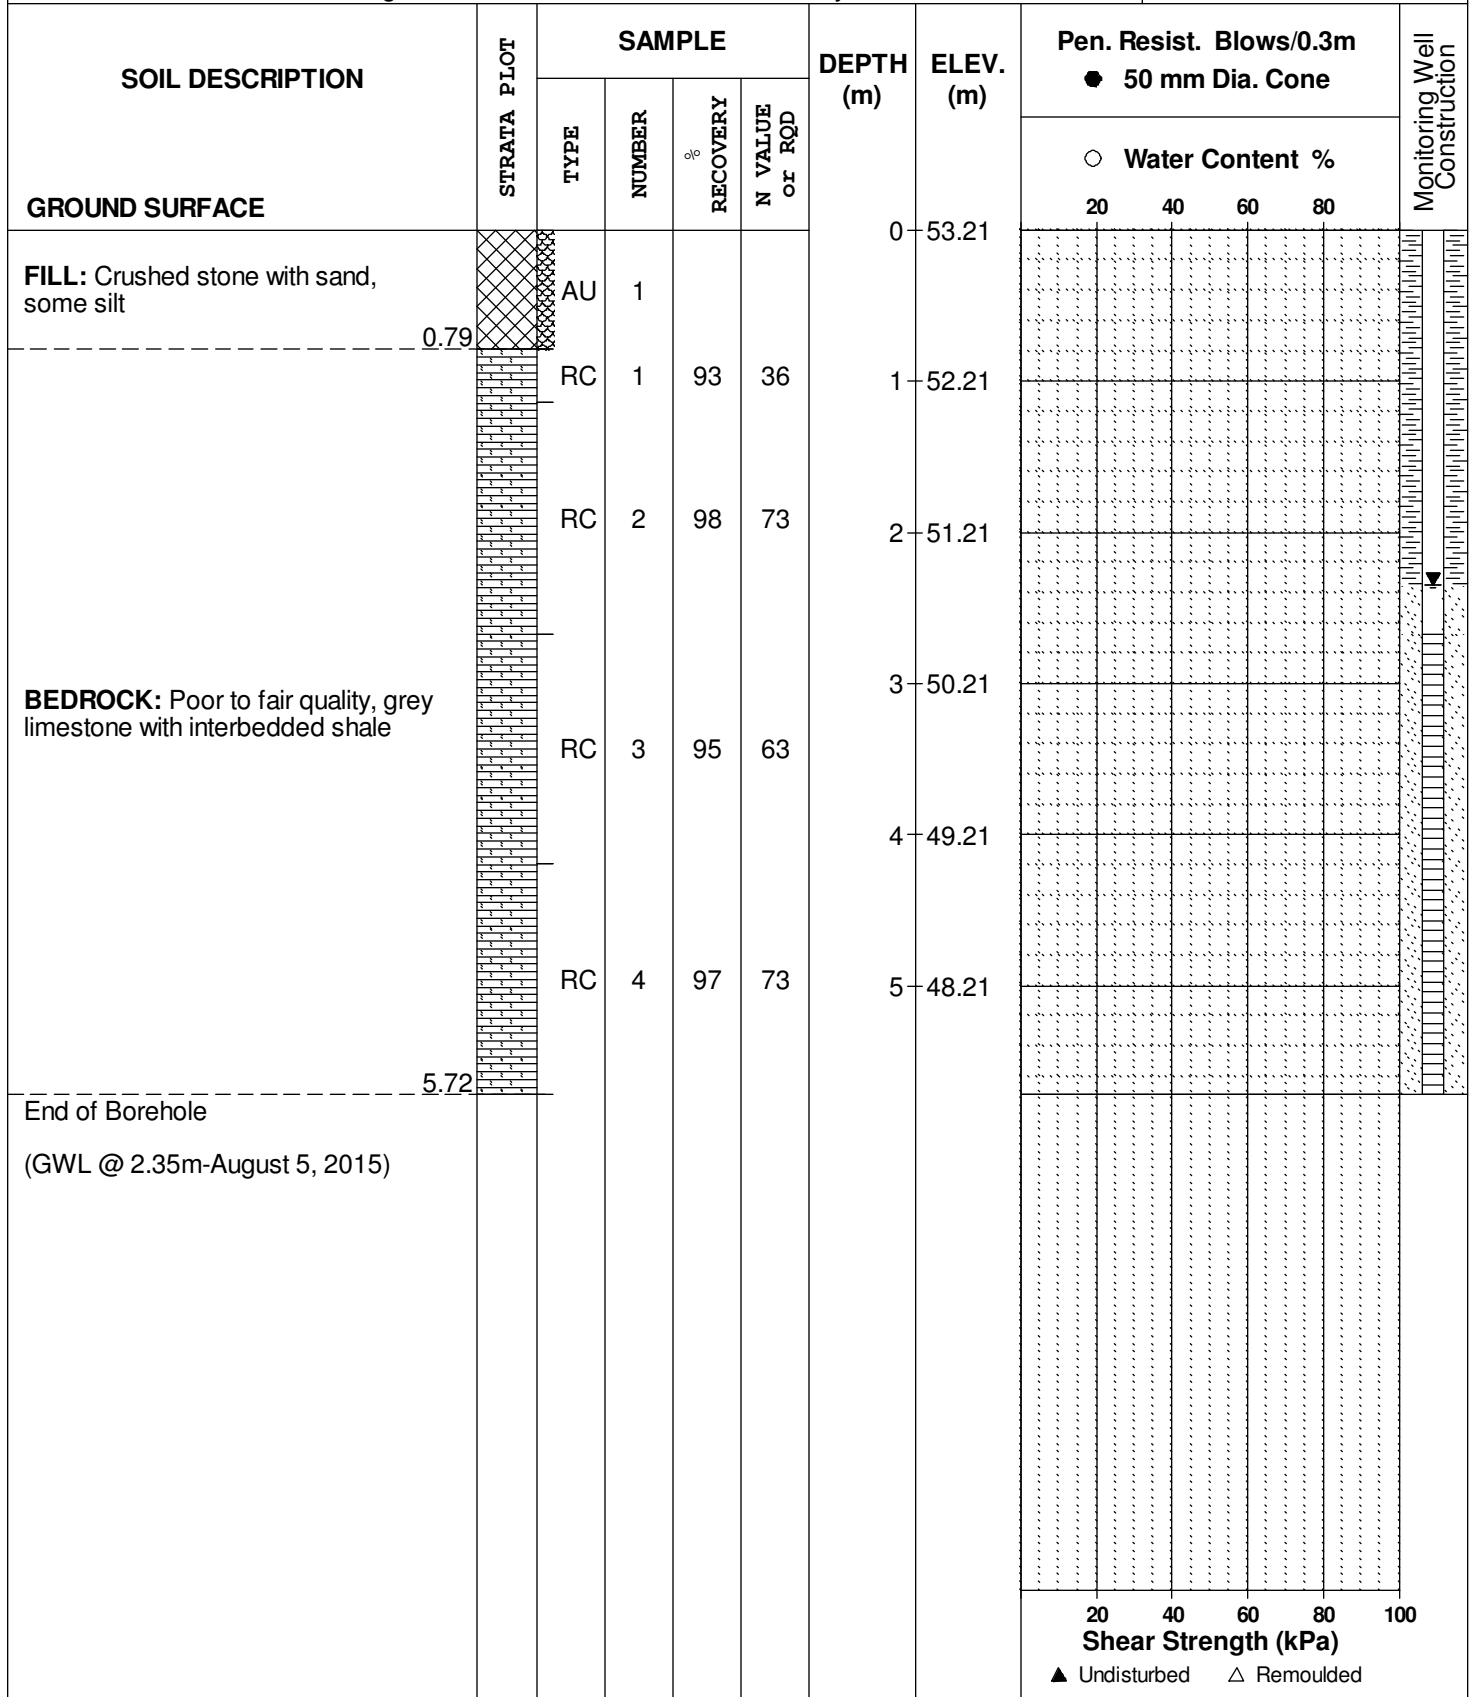 SOIL DESCRIPTION
GROUND SURFACE
STRATA PLOT
SAMPLE
TYPE
NUMBER
%
RECOVERY
N VALUE
or RQD
DEPTH
(m)
ELEV.
(m)
Pen. Resist. Blows/0.3m
● 50 mm Dia. Cone
○ Water Content %
20 40 60 80
Monitoring Well
Construction
0 53.21
FILL: Crushed stone with sand,
some silt
0.79
AU 1
RC 1 93 36
1 52.21
RC 2 98 73
2 51.21
BEDROCK: Poor to fair quality, grey
limestone with interbedded shale
3 50.21
RC 3 95 63
4 49.21
RC 4 97 73
5 48.21
5.72
End of Borehole
(GWL @ 2.35m-August 5, 2015)
20 40 60 80 100
Shear Strength (kPa)
▲ Undisturbed △ Remoulded